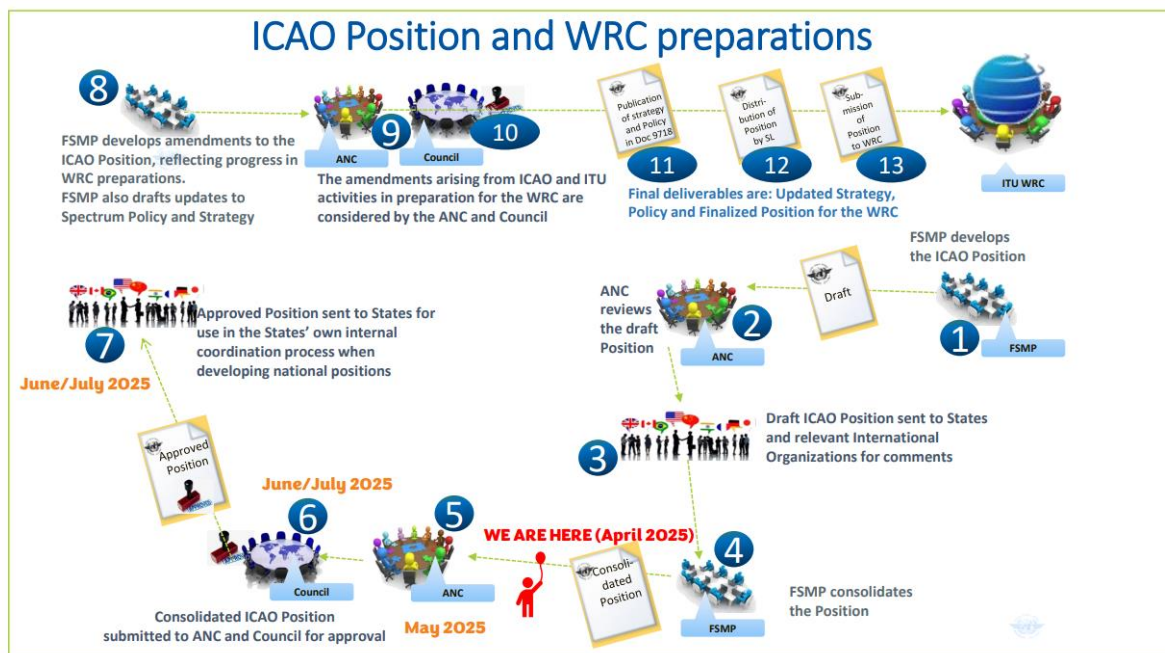 ICAO Position and WRC preparations
8
FSMP develops amendments to the
ICAO Position, reflecting progress in
WRC preparations.
FSMP also drafts updates to
Spectrum Policy and Strategy
ANC
9
Council
10
The amendments arising from ICAO and ITU
activities in preparation for the WRC are
considered by the ANC and Council
Publication
of strategy
and Policy
in Doc 9718
11
Distri-
bution of
Position
by SL
12
Sub-
mission
of
Position
to WRC
13
Final deliverables are: Updated Strategy,
Policy and Finalized Position for the WRC
ITU WRC
FSMP develops
the ICAO Position
1
FSMP
Draft
ANC
reviews
the draft
Position
2
ANC
3
Draft ICAO Position sent to States
and relevant International
Organizations for comments
4
FSMP
FSMP consolidates
the Position
Consoli-
dated
Position
WE ARE HERE (April 2025)
5
ANC
May 2025
June/July 2025
6
Council
Consolidated ICAO Position
submitted to ANC and Council for approval
Approved
Position
7
June/July 2025
Approved Position sent to States for
use in the States’ own internal
coordination process when
developing national positions